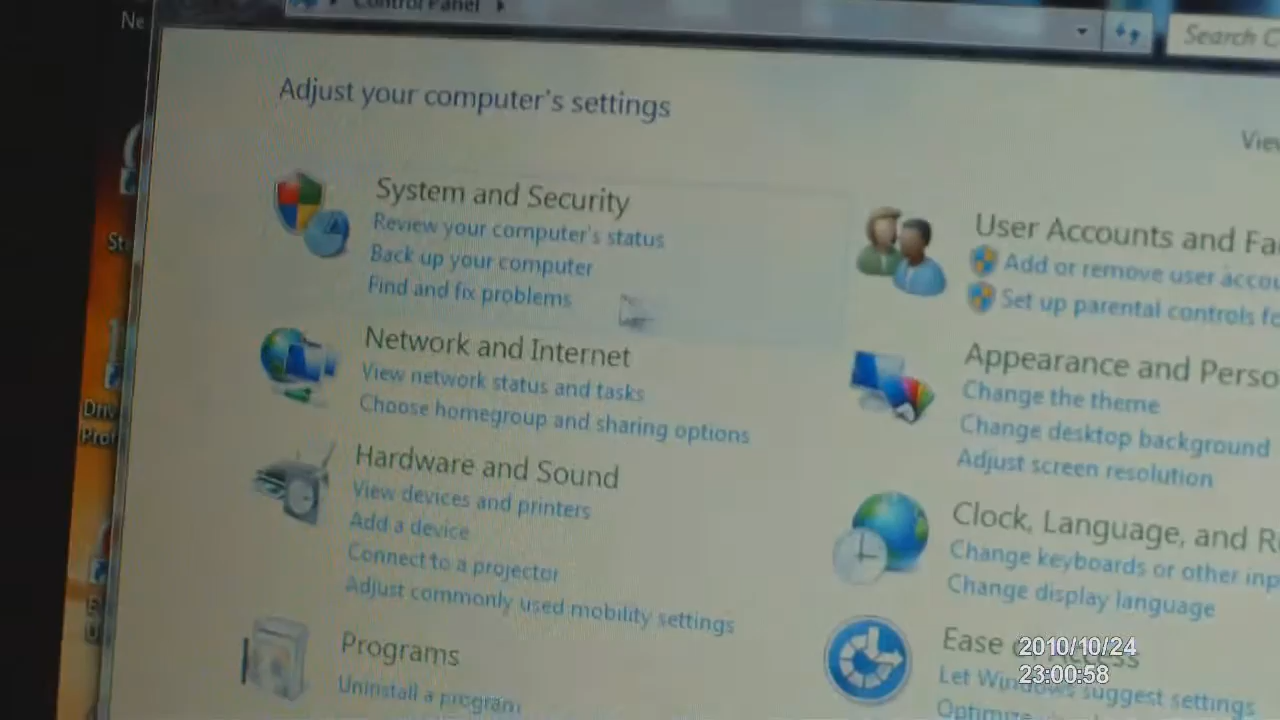 Ne
Control Panel
Search C
Adjust your computer's settings
View
System and Security
Review your computer's status
Back up your computer
Find and fix problems
Network and Internet
View network status and tasks
Choose homegroup and sharing options
Hardware and Sound
View devices and printers
Add a device
Connect to a projector
Adjust commonly used mobility settings
Programs
Uninstall a program
User Accounts and Fa
Add or remove user accou
Set up parental controls fo
Appearance and Perso
Change the theme
Change desktop background
Adjust screen resolution
Clock, Language, and R
Change keyboards or other inp
Change display language
Ease of Access
Let Windows suggest settings
Optimize
2010/10/24
23:00:58